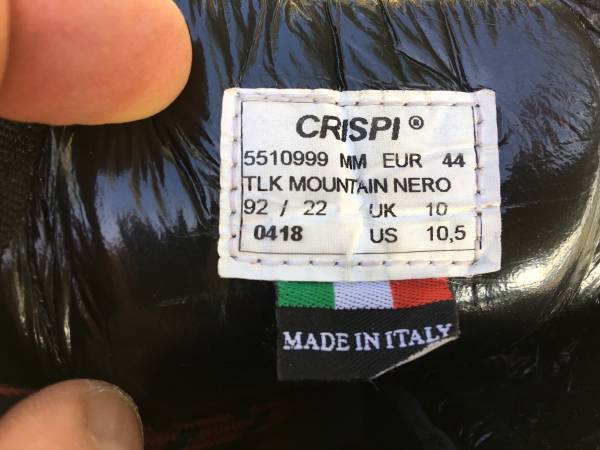 CRISPI ®
5510999 MM EUR 44
TLK MOUNTAIN NERO
92 / 22 UK 10
0418 US 10,5
MADE IN ITALY